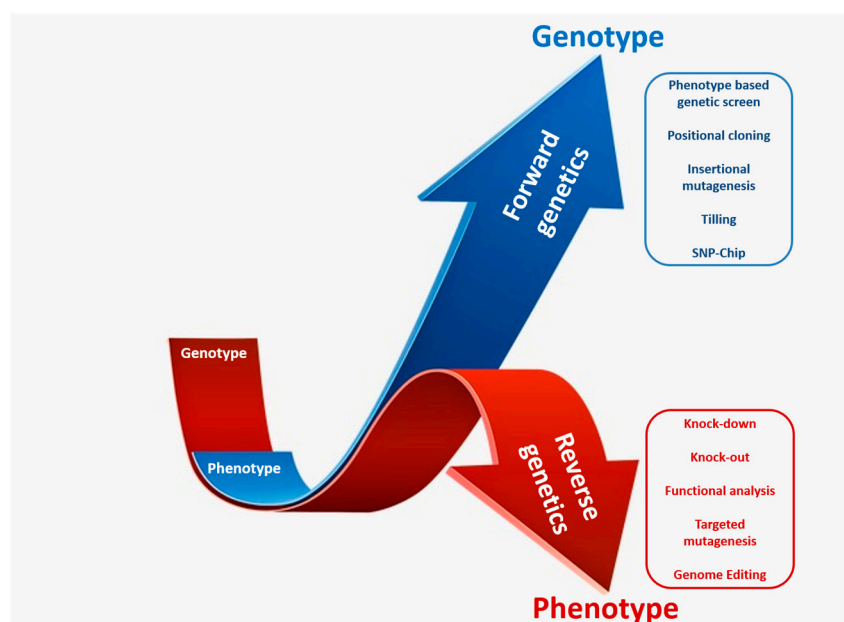 Genotype
Phenotype based
genetic screen
Positional cloning
Insertional
mutagenesis
Tilling
SNP-Chip
Forward
genetics
Genotype
Phenotype
Reverse
genetics
Knock-down
Knock-out
Functional analysis
Targeted
mutagenesis
Genome Editing
Phenotype